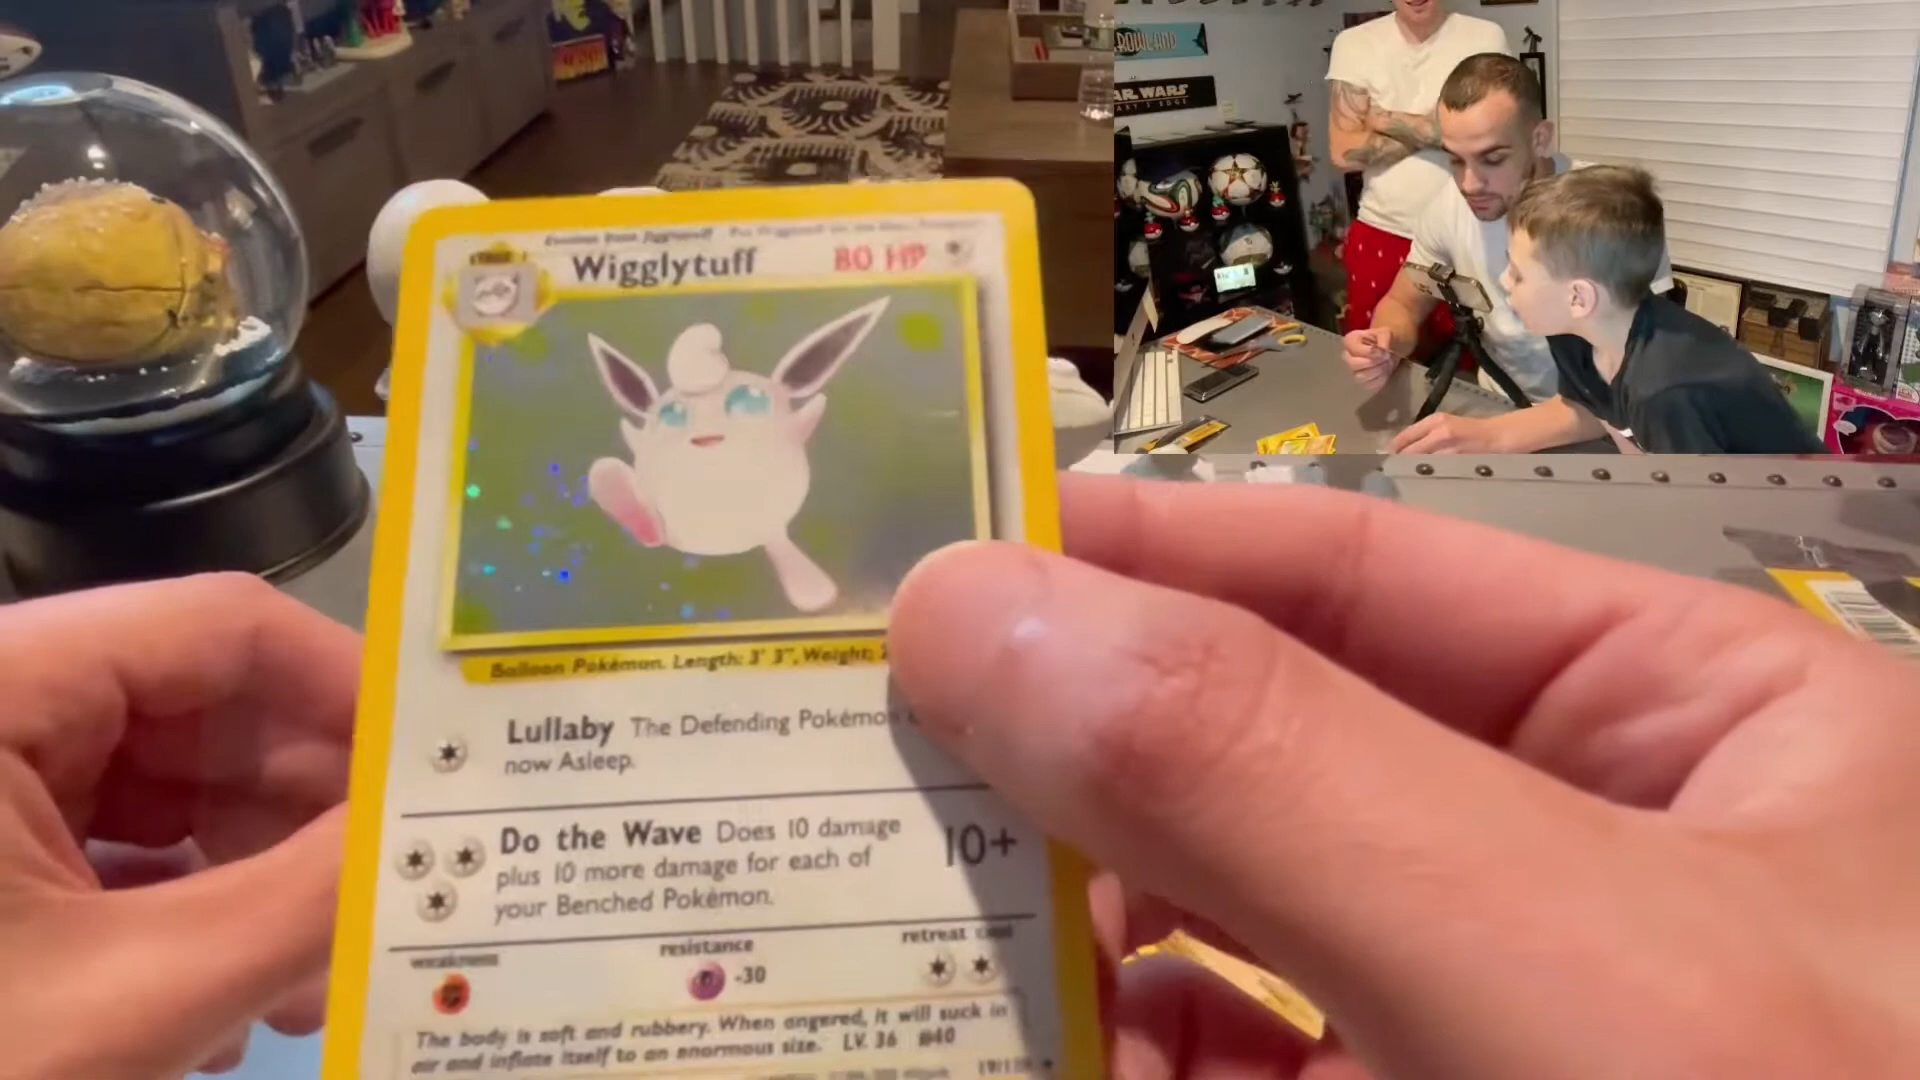 Wigglytuff 80 HP
Balloon Pokémon. Length: 3' 3", Weight:
Lullaby The Defending Pokémon
now Asleep.
Do the Wave Does 10 damage
plus 10 more damage for each of
your Benched Pokémon.
10+
weakness
resistance
-30
retreat cost
The body is soft and rubbery. When angered, it will suck in
air and inflate itself to an enormous size. LV. 36 #40
ROWLAND
AR WARS